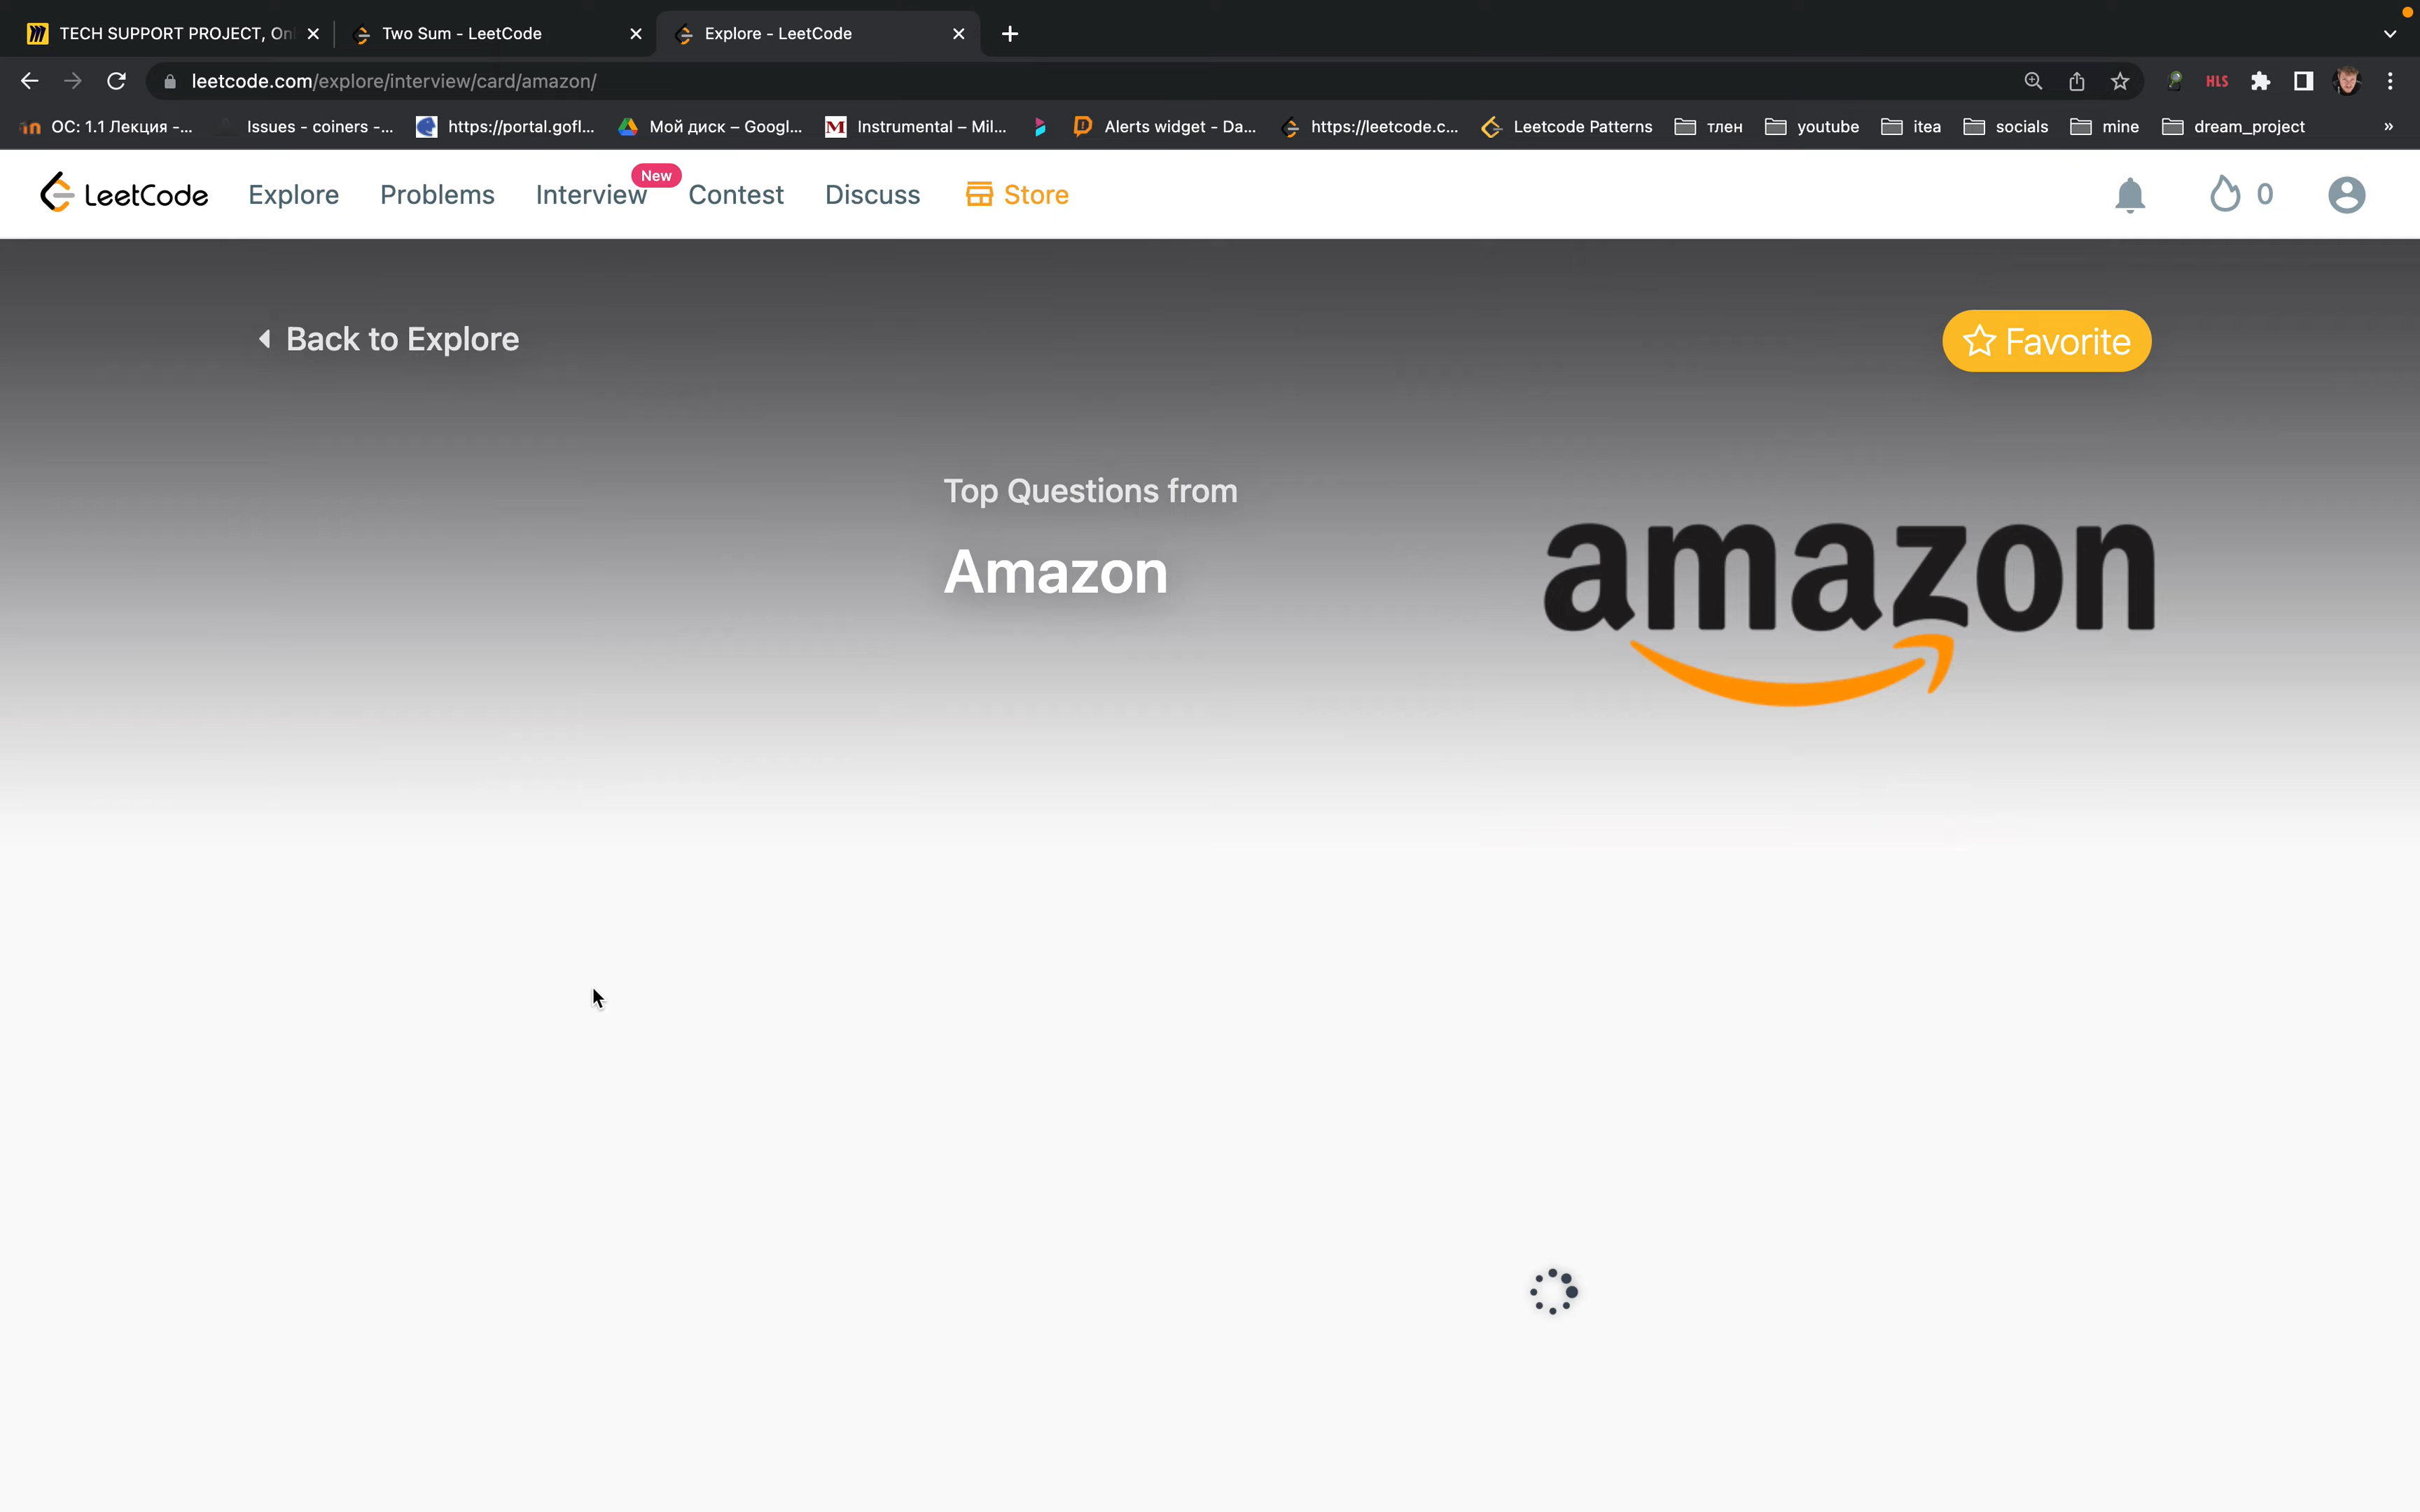 TECH SUPPORT PROJECT, Onl
Two Sum - LeetCode
Explore - LeetCode
leetcode.com/explore/interview/card/amazon/
HLS
ОС: 1.1 Лекция -...
Issues - coiners -...
https://portal.gofl...
Мой диск – Googl...
M
Instrumental – Mil...
Alerts widget - Da...
https://leetcode.c...
Leetcode Patterns
тлен
youtube
itea
socials
mine
dream_project
»
LeetCode
Explore
Problems
Interview
New
Contest
Discuss
Store
0
Back to Explore
Favorite
Top Questions from
Amazon
amazon